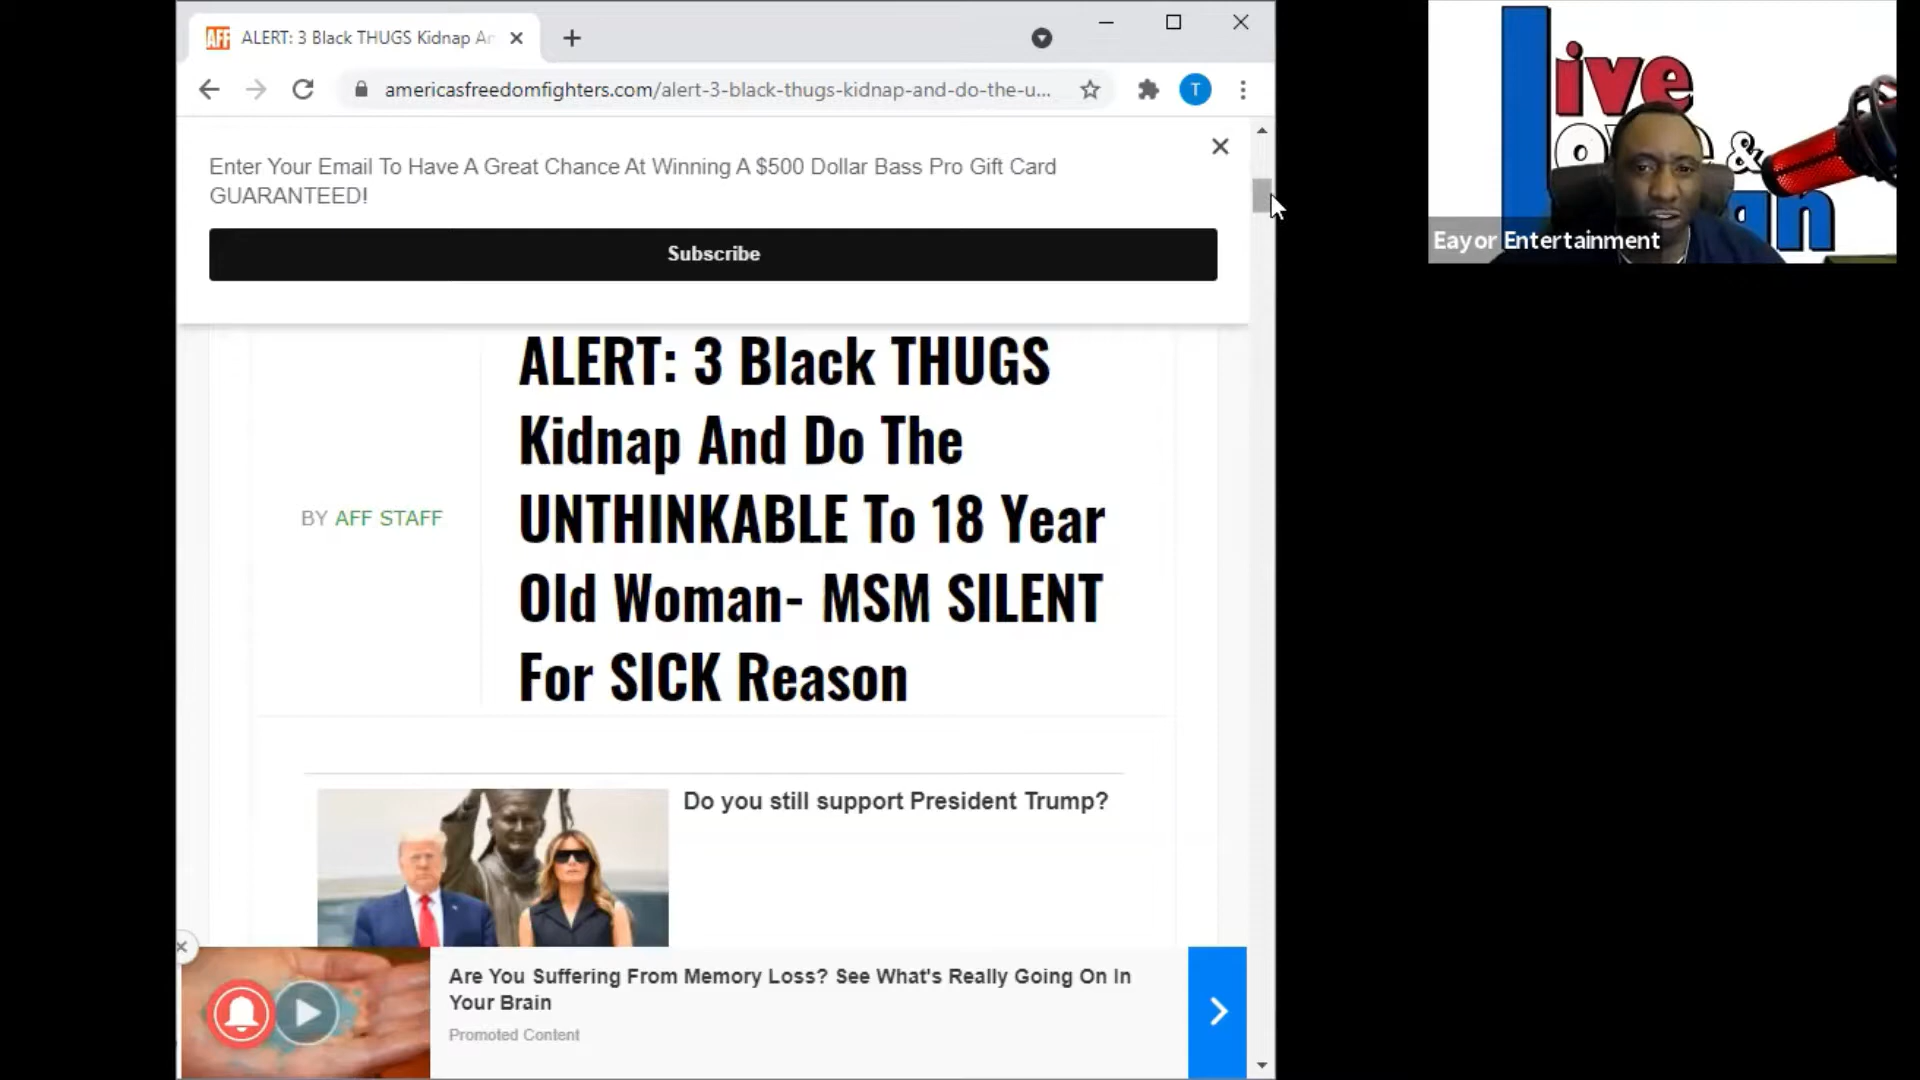 ALERT: 3 Black THUGS Kidnap An
americasfreedomfighters.com/alert-3-black-thugs-kidnap-and-do-the-u...
T
Enter Your Email To Have A Great Chance At Winning A $500 Dollar Bass Pro Gift Card
GUARANTEED!
Subscribe
BY AFF STAFF
ALERT: 3 Black THUGS
Kidnap And Do The
UNTHINKABLE To 18 Year
Old Woman- MSM SILENT
For SICK Reason
Do you still support President Trump?
Are You Suffering From Memory Loss? See What's Really Going On In
Your Brain
Promoted Content
Live
&
Eayor Entertainment